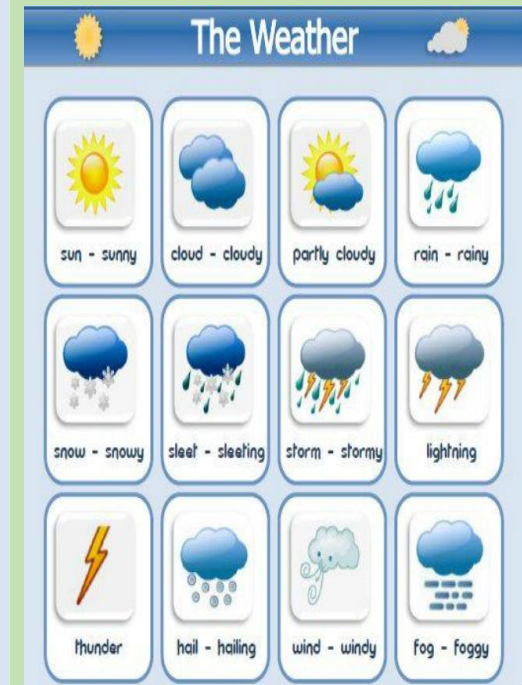 The Weather
sun - sunny
cloud - cloudy
partly cloudy
rain - rainy
snow - snowy
sleet - sleeting
storm - stormy
lightning
thunder
hail - hailing
wind - windy
fog - foggy